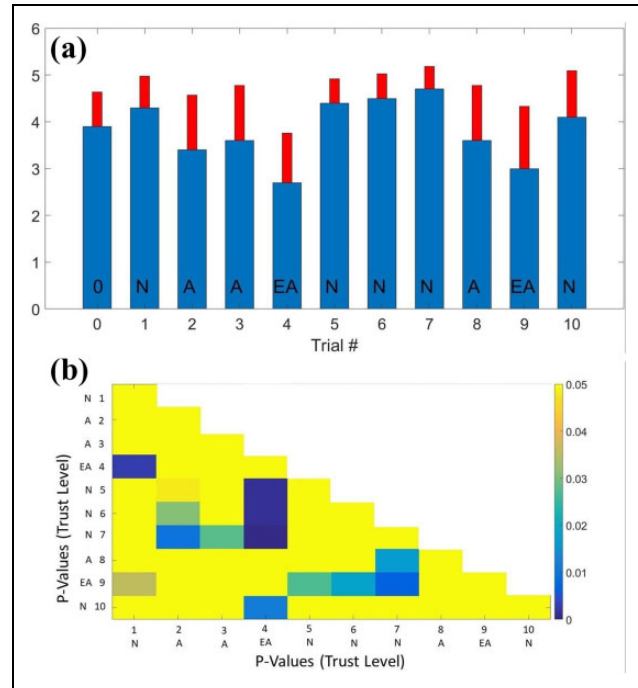 (a)
6
5
4
3
2
1
0
0 N A A EA N N N A EA N
0 1 2 3 4 5 6 7 8 9 10
Trial #
(b)
P-Values (Trust Level)
N 1
A 2
A 3
EA 4
N 5
N 6
N 7
A 8
EA 9
N 10
0.05
0.04
0.03
0.02
0.01
0
1 2 3 4 5 6 7 8 9 10
N A A EA N N N A EA N
P-Values (Trust Level)